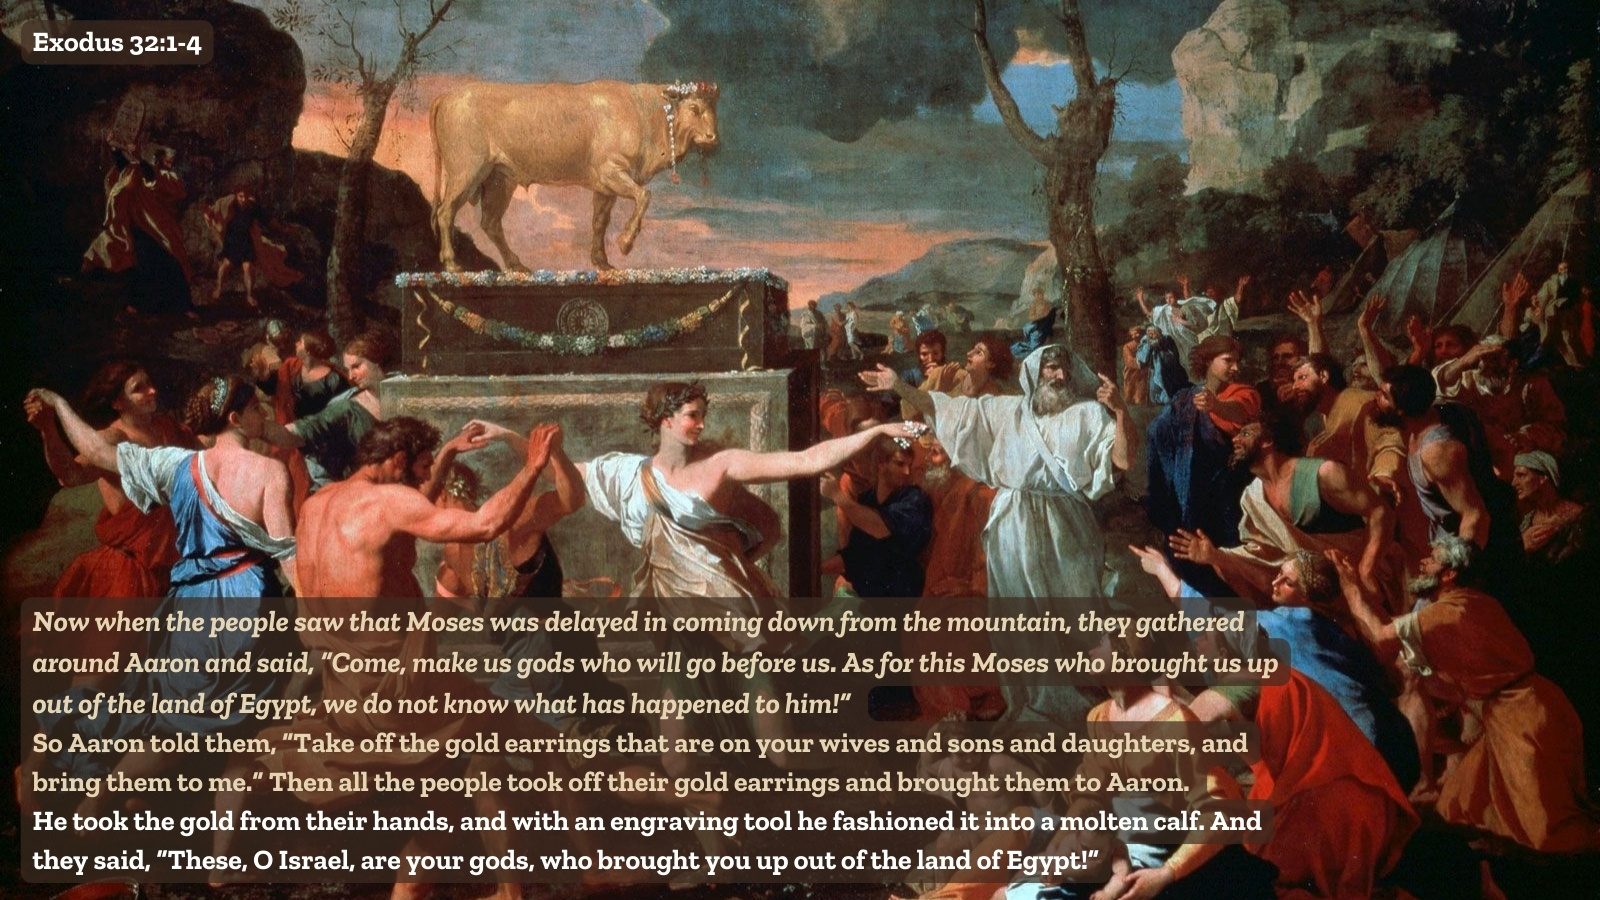 Exodus 32:1-4
Now when the people saw that Moses was delayed in coming down from the mountain, they gathered
around Aaron and said, “Come, make us gods who will go before us. As for this Moses who brought us up
out of the land of Egypt, we do not know what has happened to him!”
So Aaron told them, “Take off the gold earrings that are on your wives and sons and daughters, and
bring them to me.” Then all the people took off their gold earrings and brought them to Aaron.
He took the gold from their hands, and with an engraving tool he fashioned it into a molten calf. And
they said, “These, O Israel, are your gods, who brought you up out of the land of Egypt!”